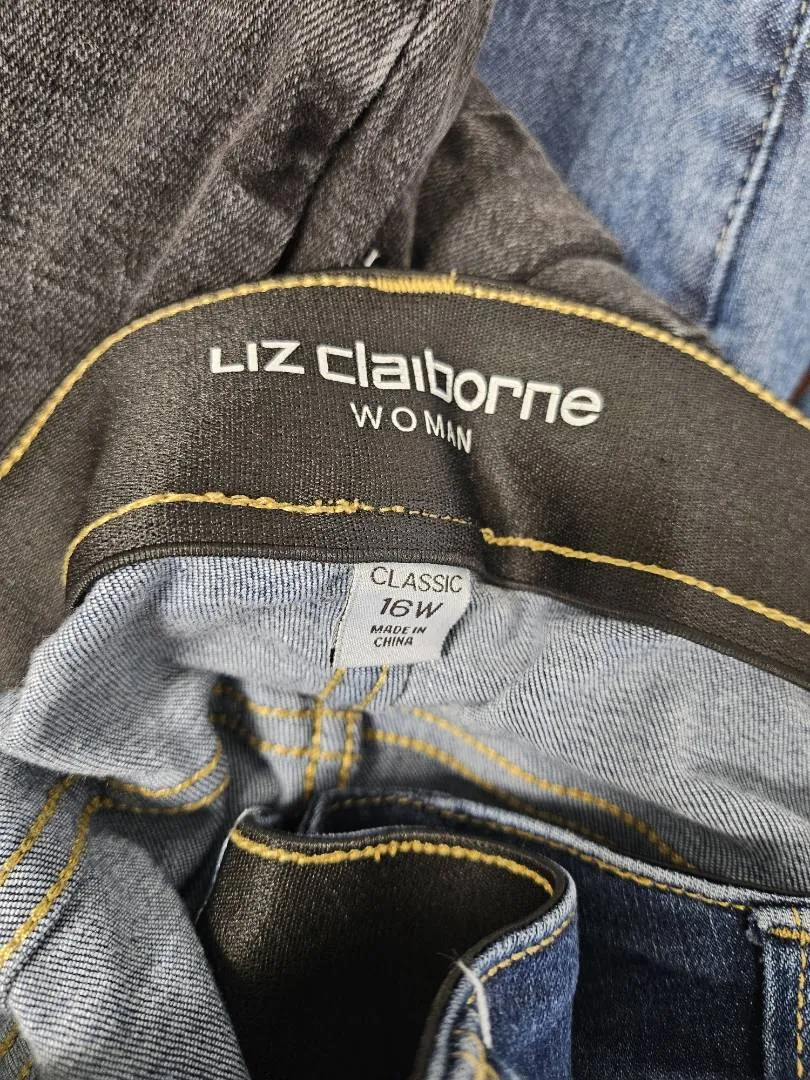 LIZ claiborne
WOMAN
CLASSIC
16W
MADE IN
CHINA